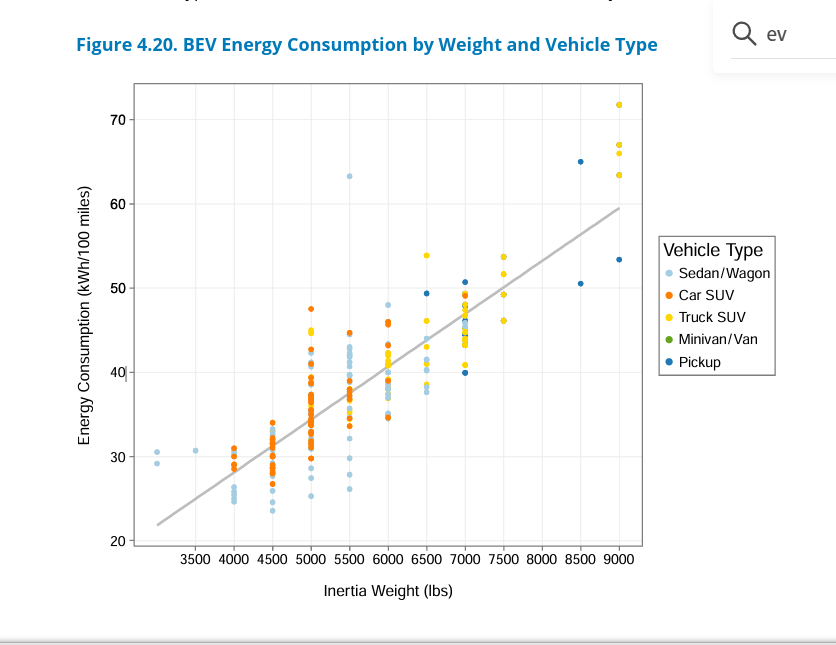 ev
Figure 4.20. BEV Energy Consumption by Weight and Vehicle Type
Energy Consumption (kWh/100 miles)
70
60
50
40
30
20
3500 4000 4500 5000 5500 6000 6500 7000 7500 8000 8500 9000
Inertia Weight (lbs)
Vehicle Type
Sedan/Wagon
Car SUV
Truck SUV
Minivan/Van
Pickup